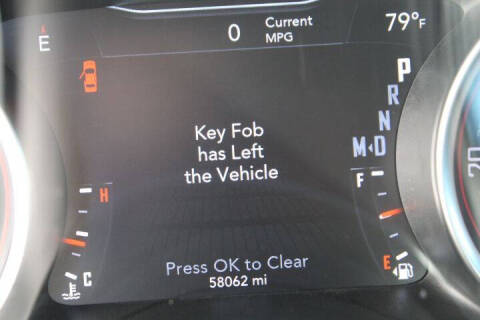 E
0
Current
MPG
79°F
P
R
N
M◄D
Key Fob
has Left
the Vehicle
F
H
E
C
Press OK to Clear
58062 mi